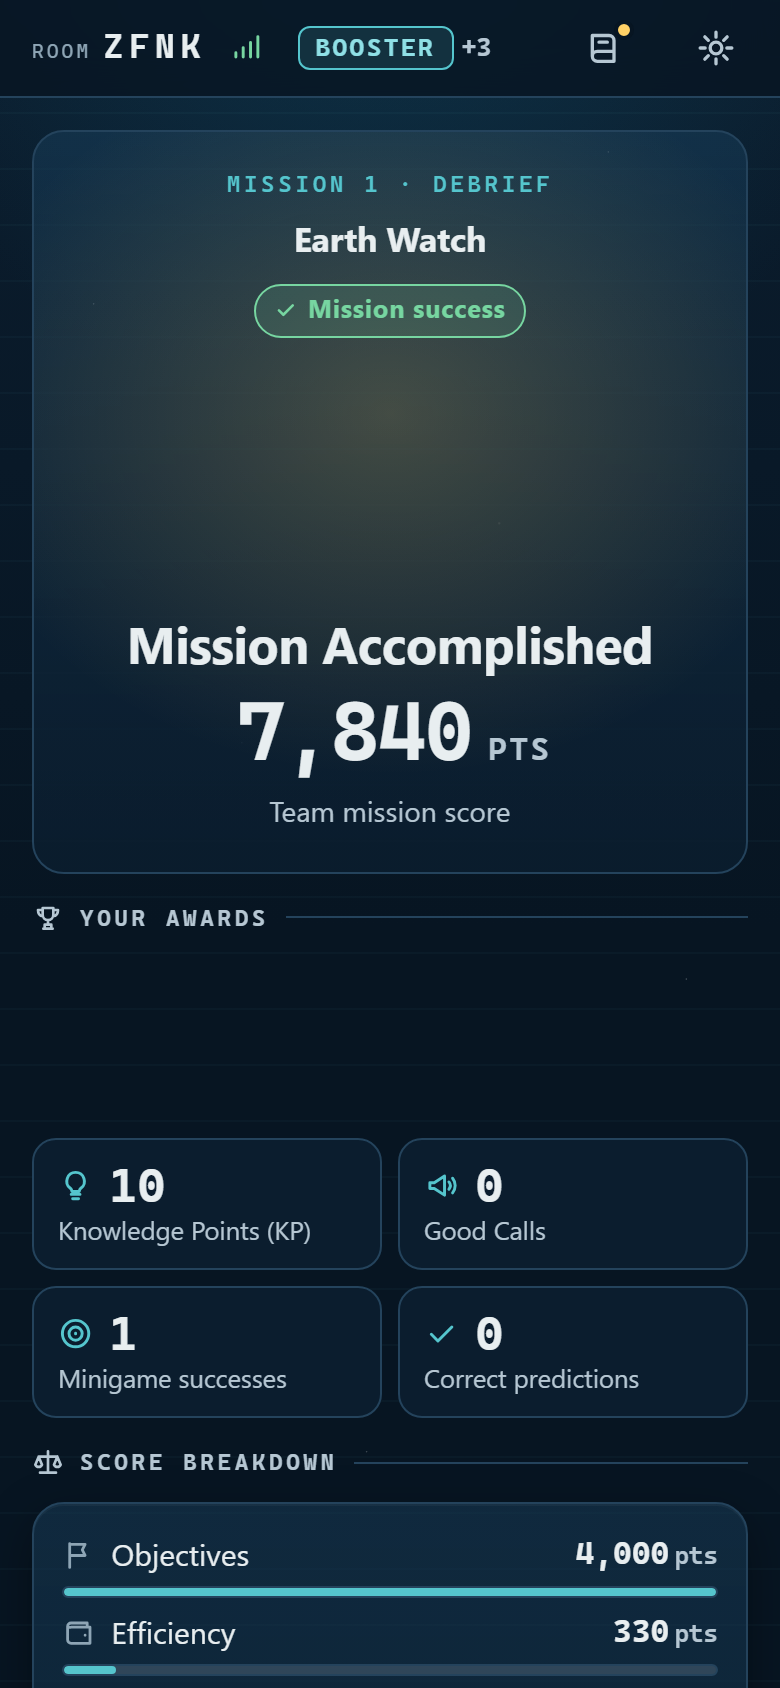 ROOM ZFNK BOOSTER +3
MISSION 1 · DEBRIEF
Earth Watch
Mission success
Mission Accomplished
7,840 PTS
Team mission score
YOUR AWARDS
10
Knowledge Points (KP)
0
Good Calls
1
Minigame successes
0
Correct predictions
SCORE BREAKDOWN
Objectives 4,000 pts
Efficiency 330 pts